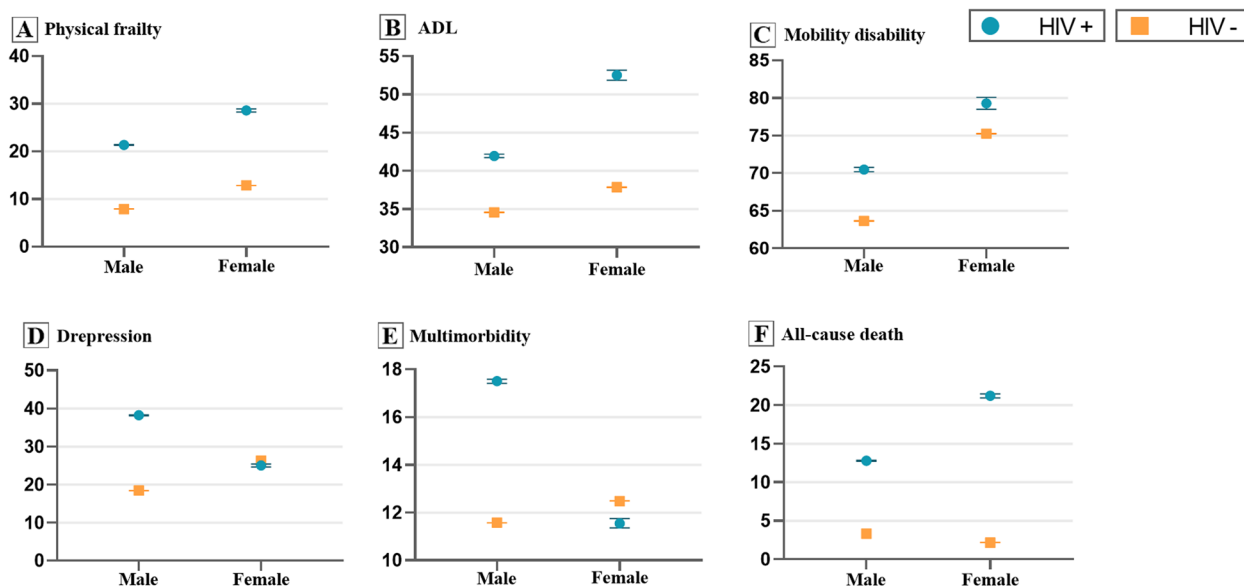 A Physical frailty
40
30
20
10
0
Male Female
B ADL
55
50
45
40
35
30
Male Female
C Mobility disability
85
80
75
70
65
60
Male Female
HIV + HIV -
D Drepression
50
40
30
20
10
0
Male Female
E Multimorbidity
18
16
14
12
10
Male Female
F All-cause death
25
20
15
10
5
0
Male Female